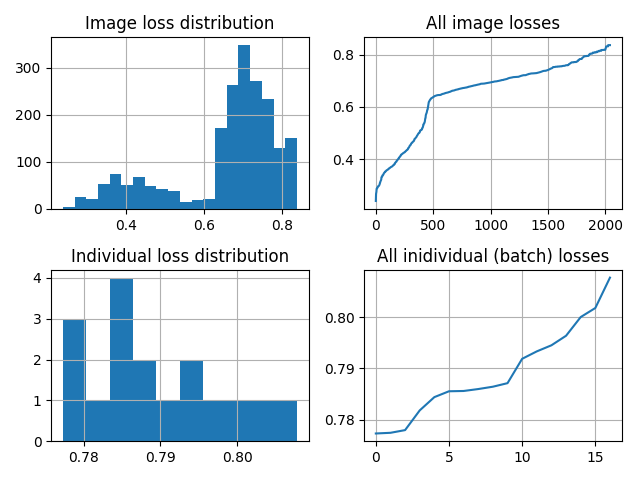 Image loss distribution
All image losses
300
200
100
0
0.4 0.6 0.8
0.8
0.6
0.4
0 500 1000 1500 2000
Individual loss distribution
All inidividual (batch) losses
4
3
2
1
0
0.78 0.79 0.80
0.80
0.79
0.78
0 5 10 15